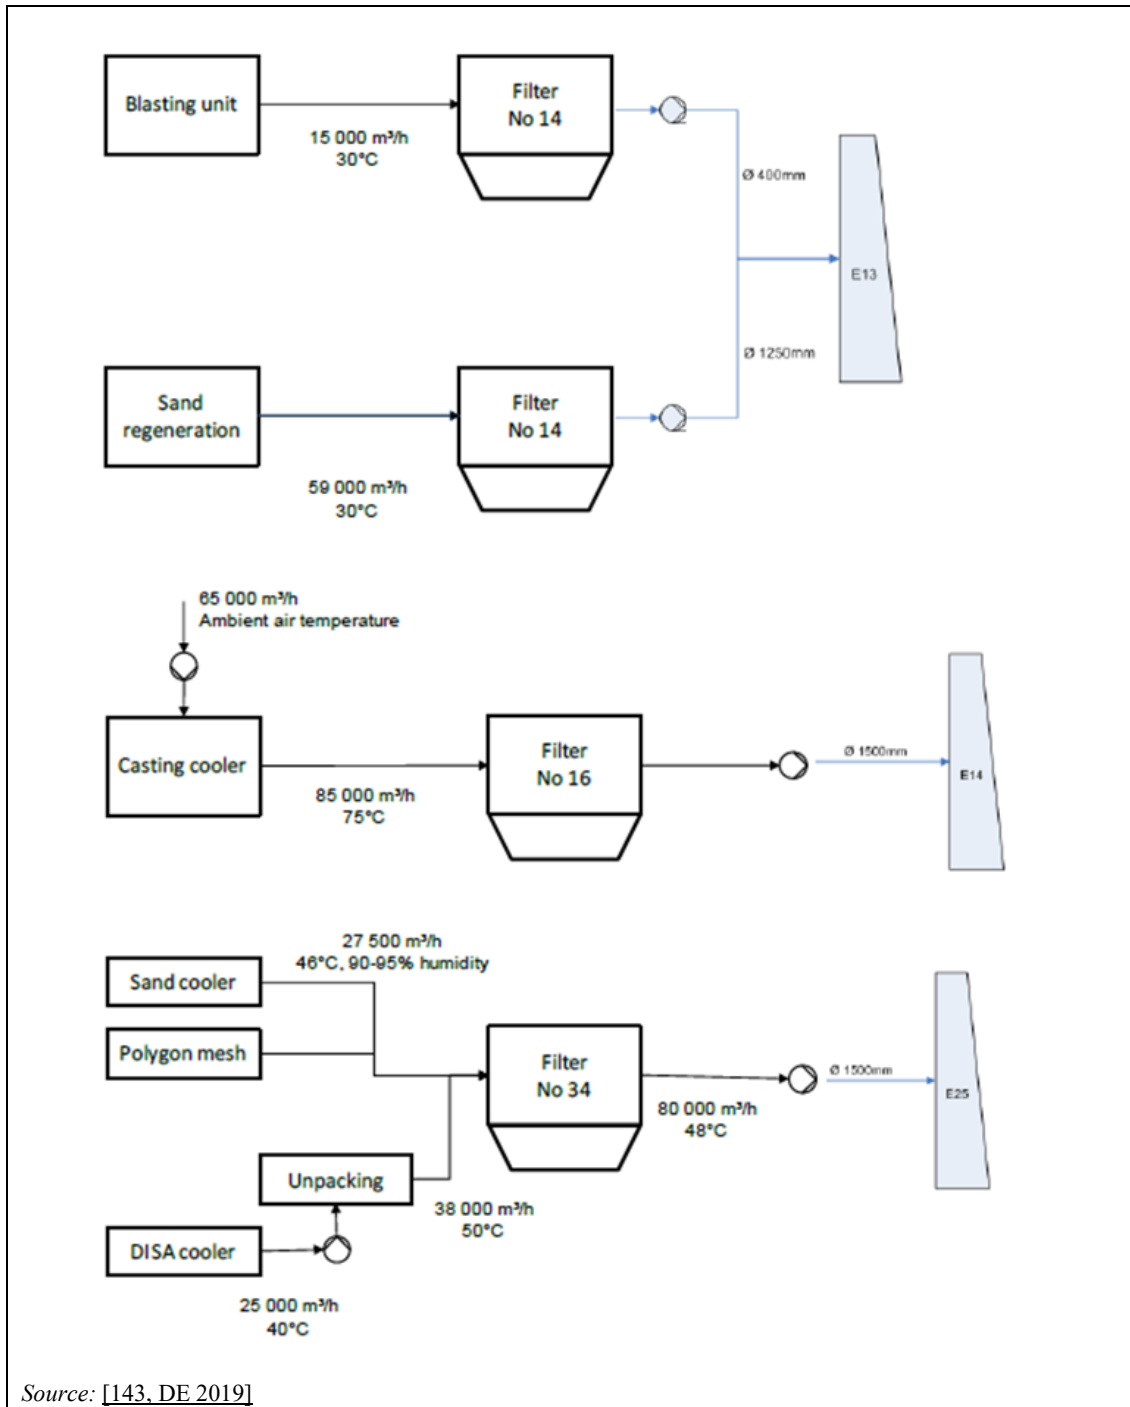 Blasting unit
15 000 m³/h
30°C
Filter
No 14
Ø 400mm
E13
Ø 1250mm
Sand
regeneration
59 000 m³/h
30°C
Filter
No 14
65 000 m³/h
Ambient air temperature
Casting cooler
85 000 m³/h
75°C
Filter
No 16
Ø 1500mm
E14
27 500 m³/h
46°C, 90-95% humidity
Sand cooler
Polygon mesh
Filter
No 34
80 000 m³/h
48°C
Ø 1500mm
E25
Unpacking
38 000 m³/h
50°C
DISA cooler
25 000 m³/h
40°C
Source: [143, DE 2019]